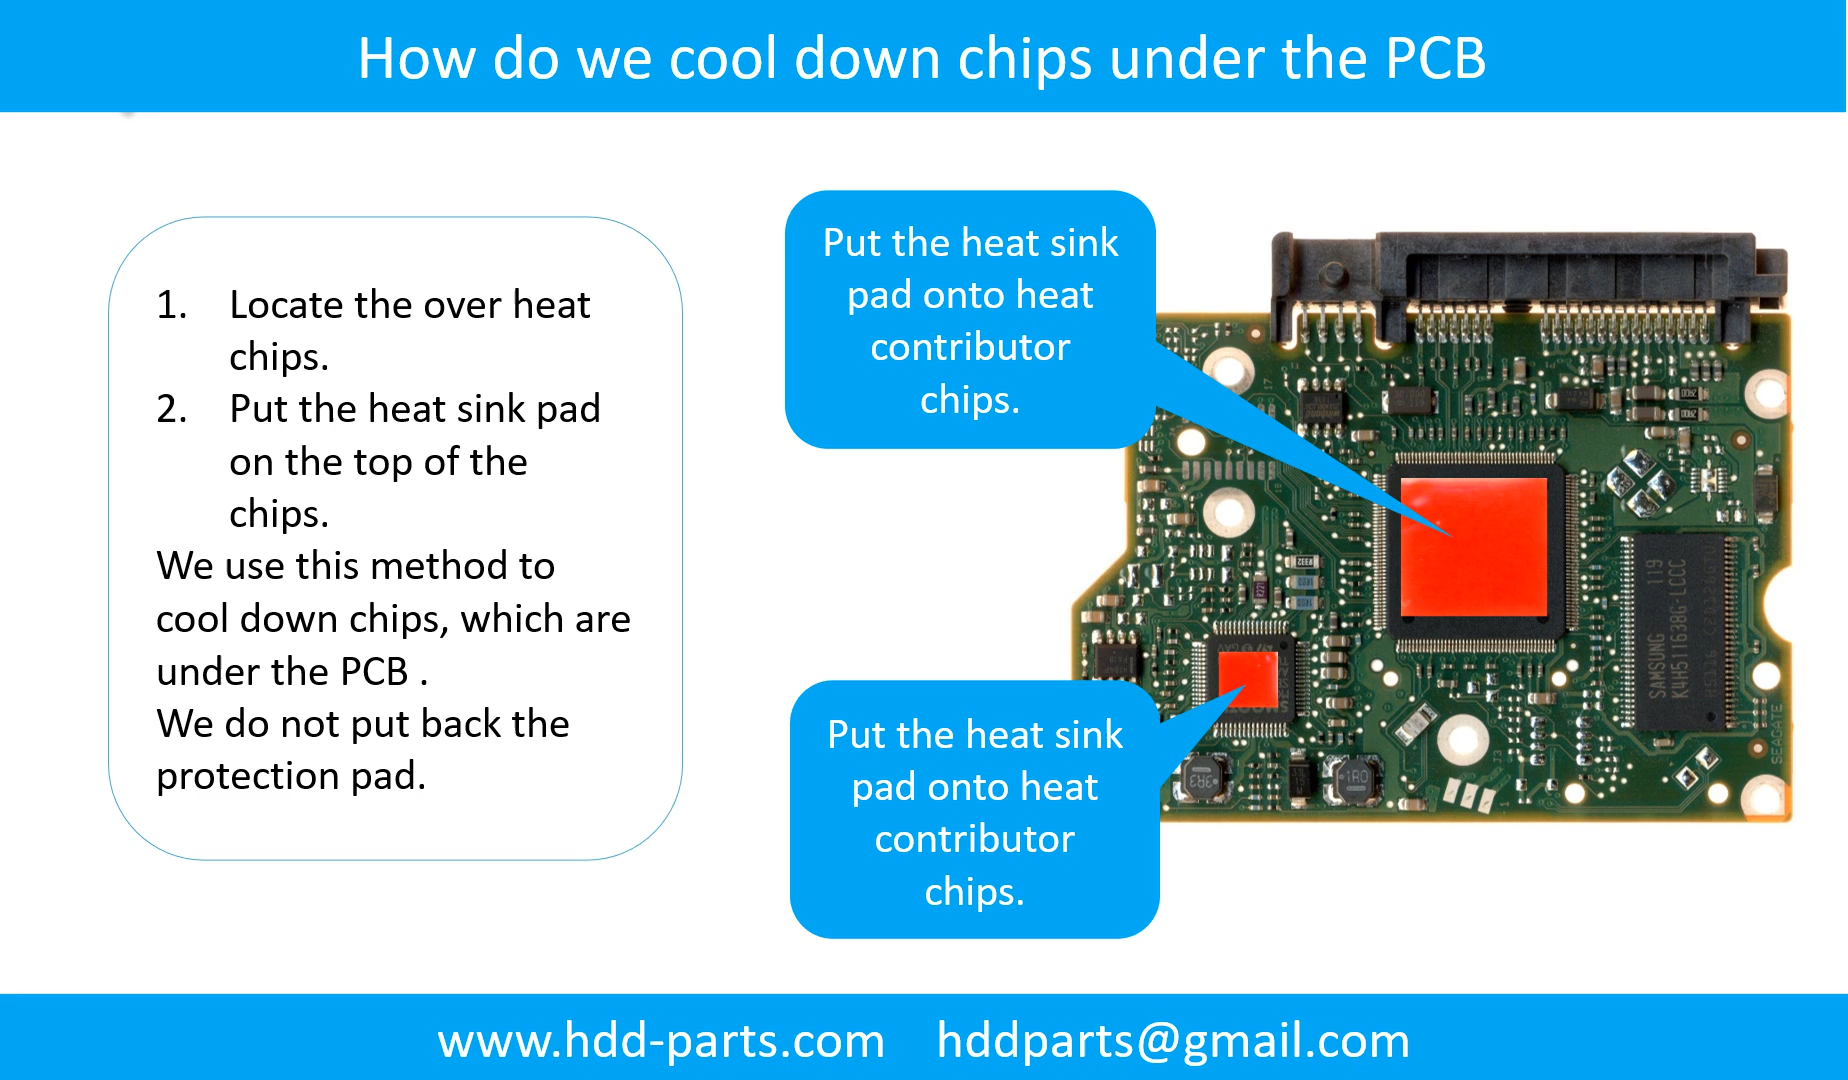 How do we cool down chips under the PCB
1. Locate the over heat
chips.
2. Put the heat sink pad
on the top of the
chips.
We use this method to
cool down chips, which are
under the PCB .
We do not put back the
protection pad.
Put the heat sink
pad onto heat
contributor
chips.
Put the heat sink
pad onto heat
contributor
chips.
SAMSUNG 119
K4H511638G-LCCC
SEAGATE
3R3
1R0
www.hdd-parts.com hddparts@gmail.com